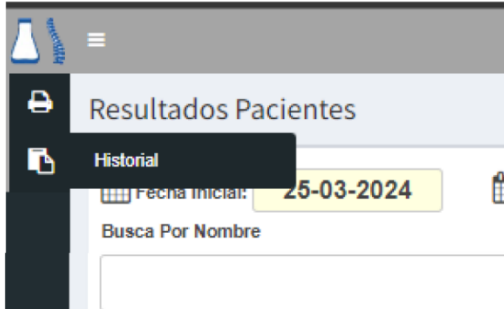 Resultados Pacientes
Historial
Fecha Inicial: 25-03-2024
Busca Por Nombre